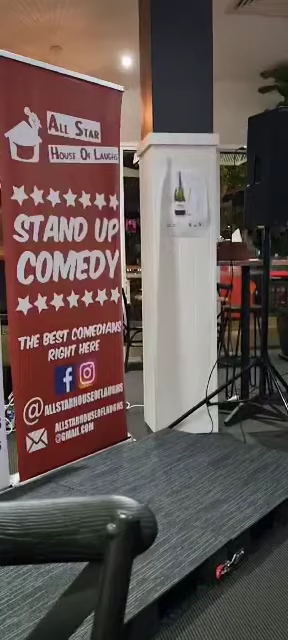 ALL STAR
HOUSE OF LAUGHS
STAND UP
COMEDY
THE BEST COMEDIANS
RIGHT HERE
@ALLSTARHOUSEOFLAUGHS
ALLSTARHOUSEOFLAUGHS
@GMAIL.COM